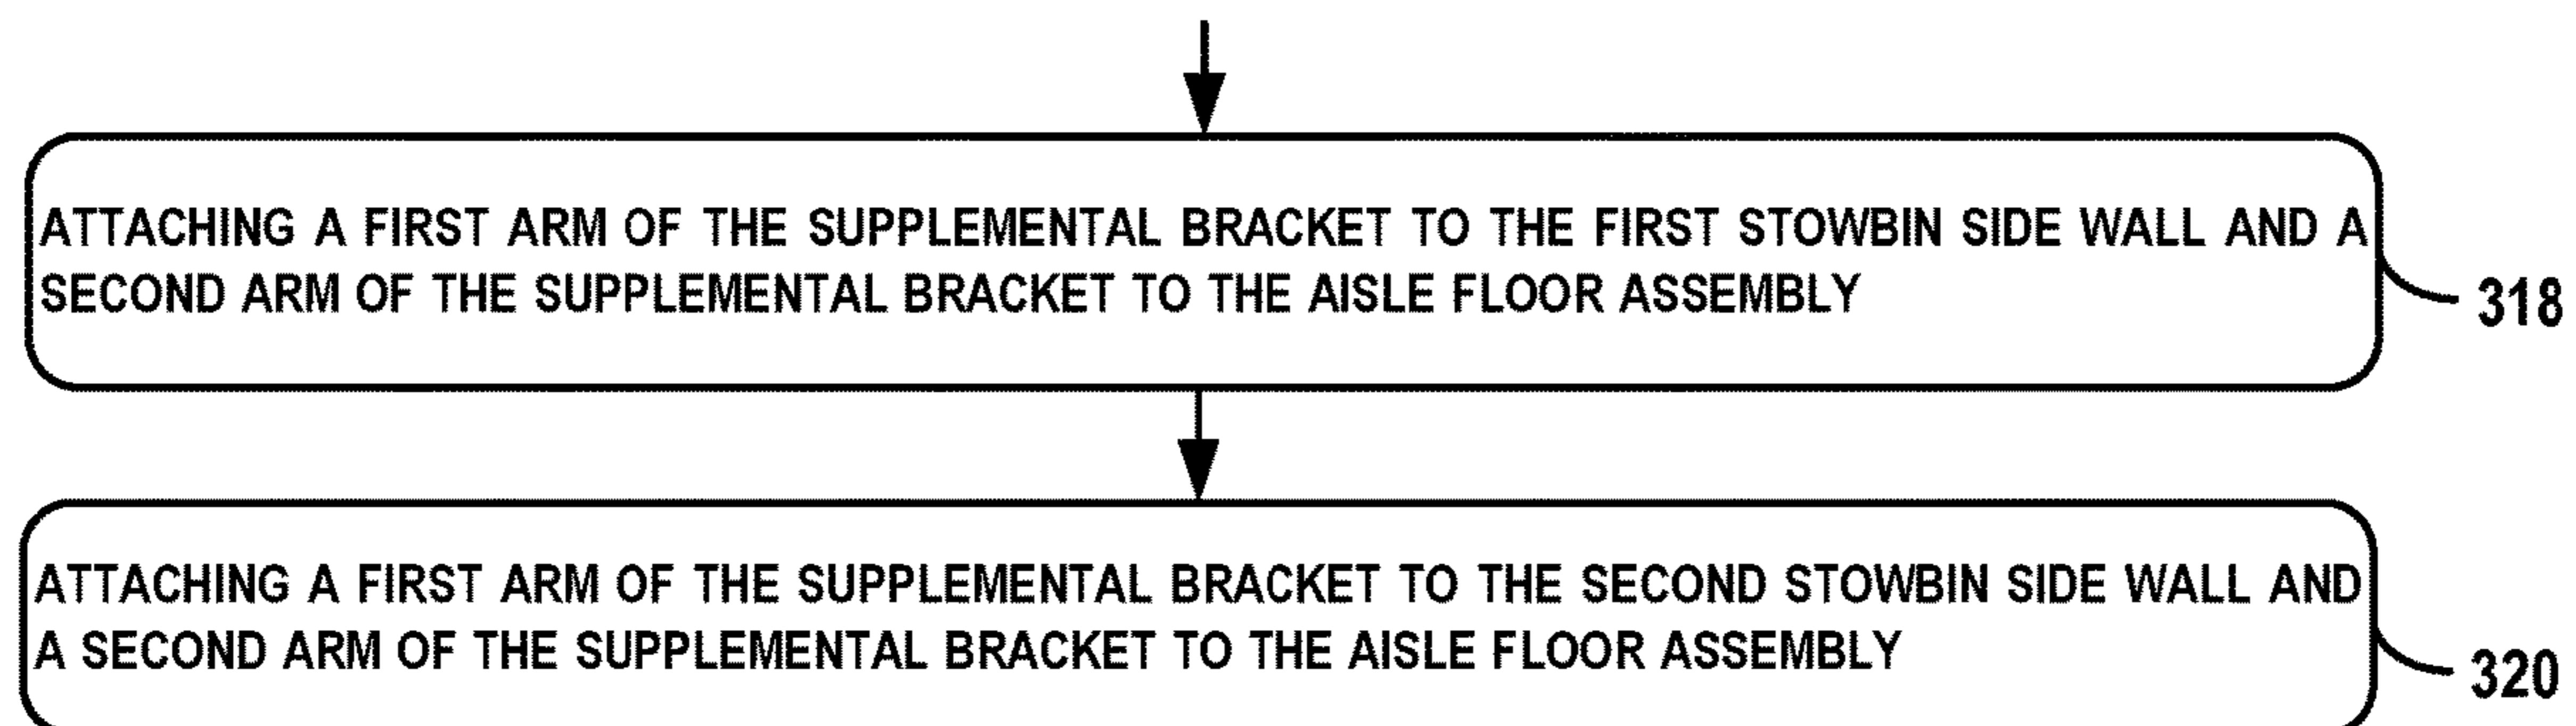 ATTACHING A FIRST ARM OF THE SUPPLEMENTAL BRACKET TO THE FIRST STOWBIN SIDE WALL AND A
SECOND ARM OF THE SUPPLEMENTAL BRACKET TO THE AISLE FLOOR ASSEMBLY
318
ATTACHING A FIRST ARM OF THE SUPPLEMENTAL BRACKET TO THE SECOND STOWBIN SIDE WALL AND
A SECOND ARM OF THE SUPPLEMENTAL BRACKET TO THE AISLE FLOOR ASSEMBLY
320